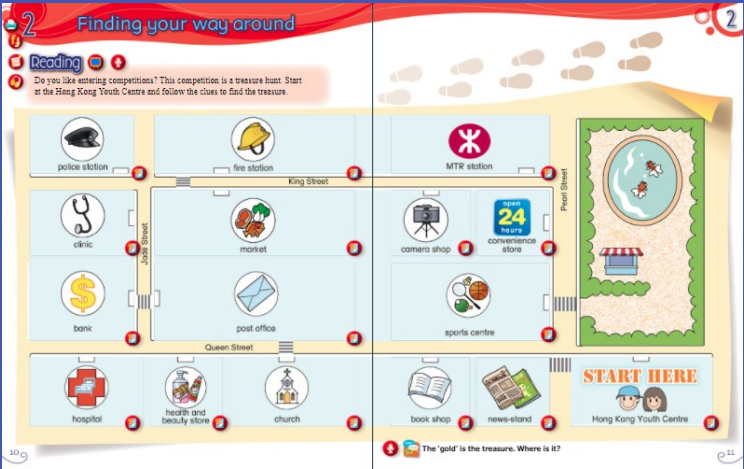 2
Finding your way around
2
Reading
Do you like entering competitions? This competition is a treasure hunt. Start
at the Hong Kong Youth Centre and follow the clues to find the treasure.
police station
fire station
MTR station
King Street
Pearl Street
Jade Street
clinic
market
camera shop
open
24
hours
convenience
store
bank
post office
sports centre
Queen Street
hospital
health and
beauty store
church
book shop
news-stand
START HERE
Hong Kong Youth Centre
The 'gold' is the treasure. Where is it?
10
11